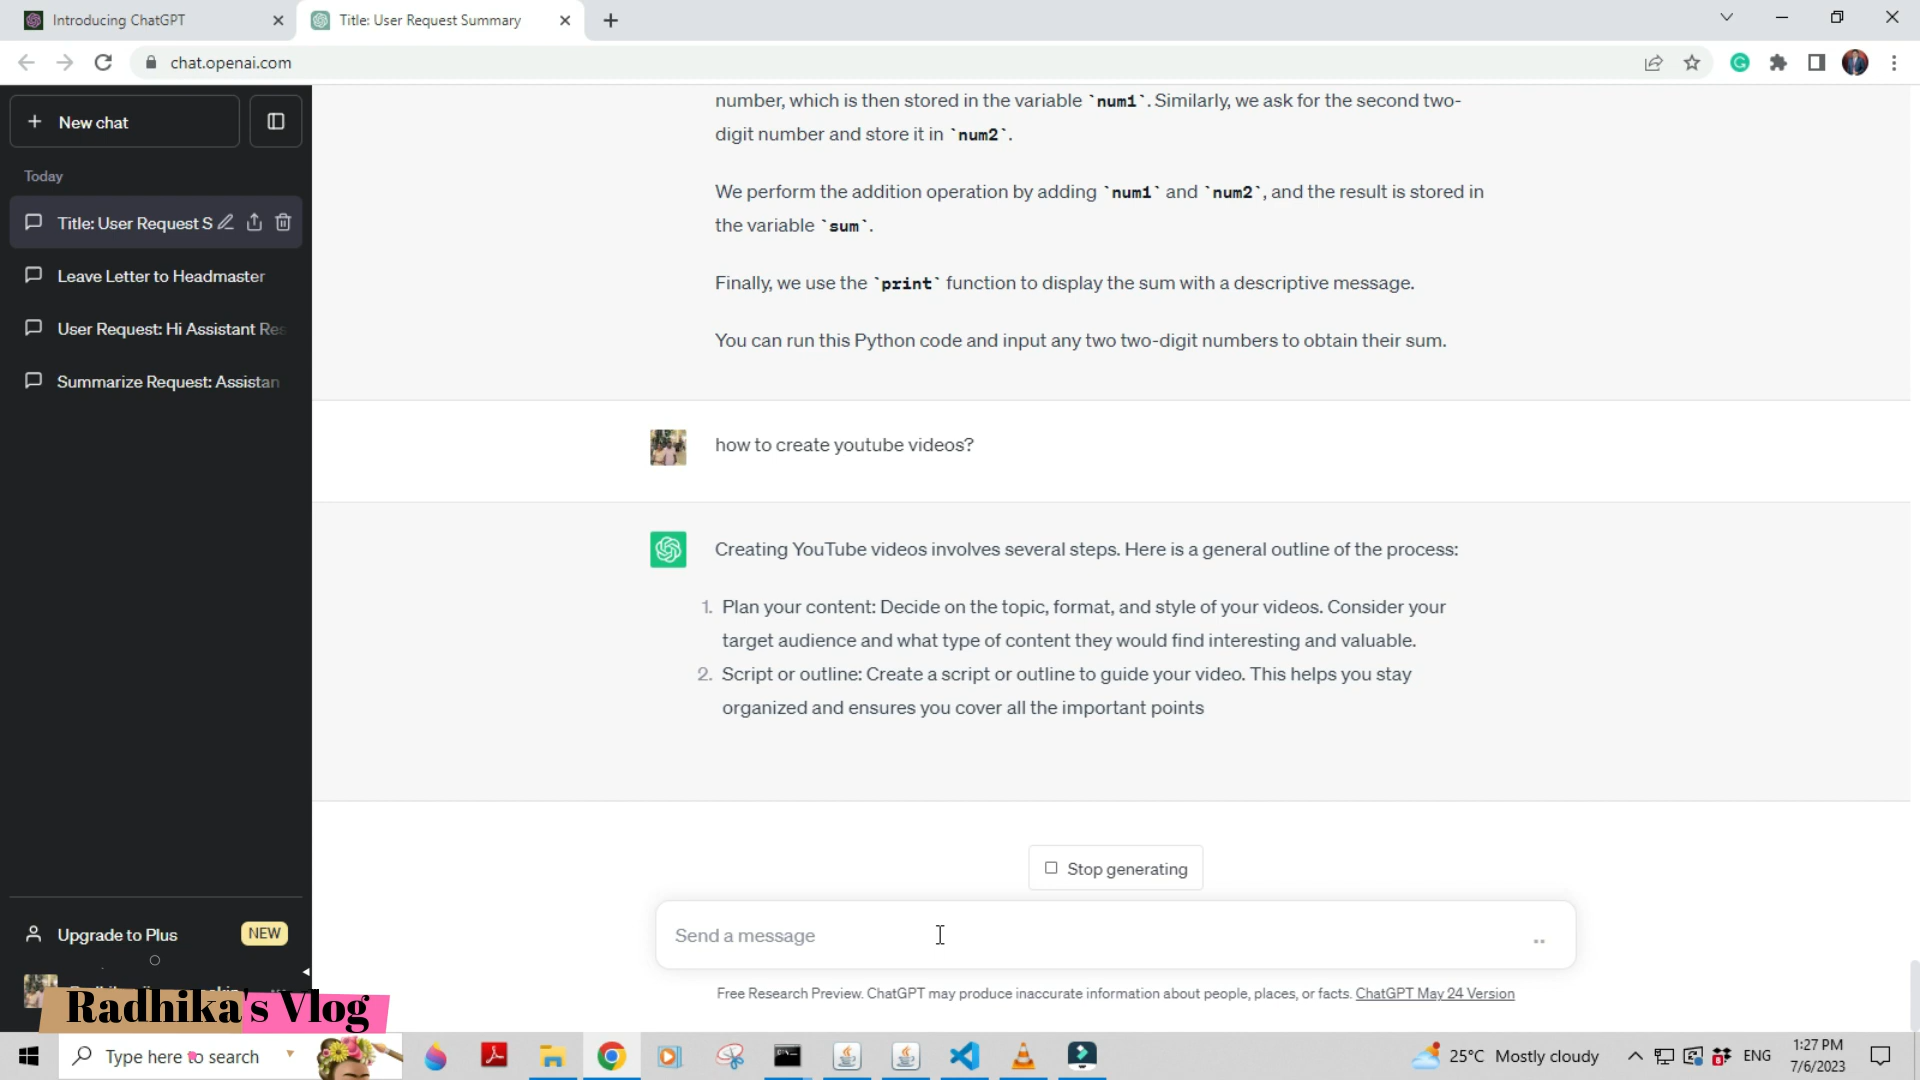 Introducing ChatGPT
Title: User Request Summary
chat.openai.com
New chat
Today
Title: User Request S
Leave Letter to Headmaster
User Request: Hi Assistant Res
Summarize Request: Assistan
number, which is then stored in the variable `num1`. Similarly, we ask for the second two-
digit number and store it in `num2`.
We perform the addition operation by adding `num1` and `num2`, and the result is stored in
the variable `sum`.
Finally, we use the `print` function to display the sum with a descriptive message.
You can run this Python code and input any two two-digit numbers to obtain their sum.
how to create youtube videos?
Creating YouTube videos involves several steps. Here is a general outline of the process:
1. Plan your content: Decide on the topic, format, and style of your videos. Consider your
target audience and what type of content they would find interesting and valuable.
2. Script or outline: Create a script or outline to guide your video. This helps you stay
organized and ensures you cover all the important points
Stop generating
Send a message
Free Research Preview. ChatGPT may produce inaccurate information about people, places, or facts. ChatGPT May 24 Version
Upgrade to Plus NEW
Radhika's Vlog
Type here to search
25°C Mostly cloudy
ENG
1:27 PM
7/6/2023